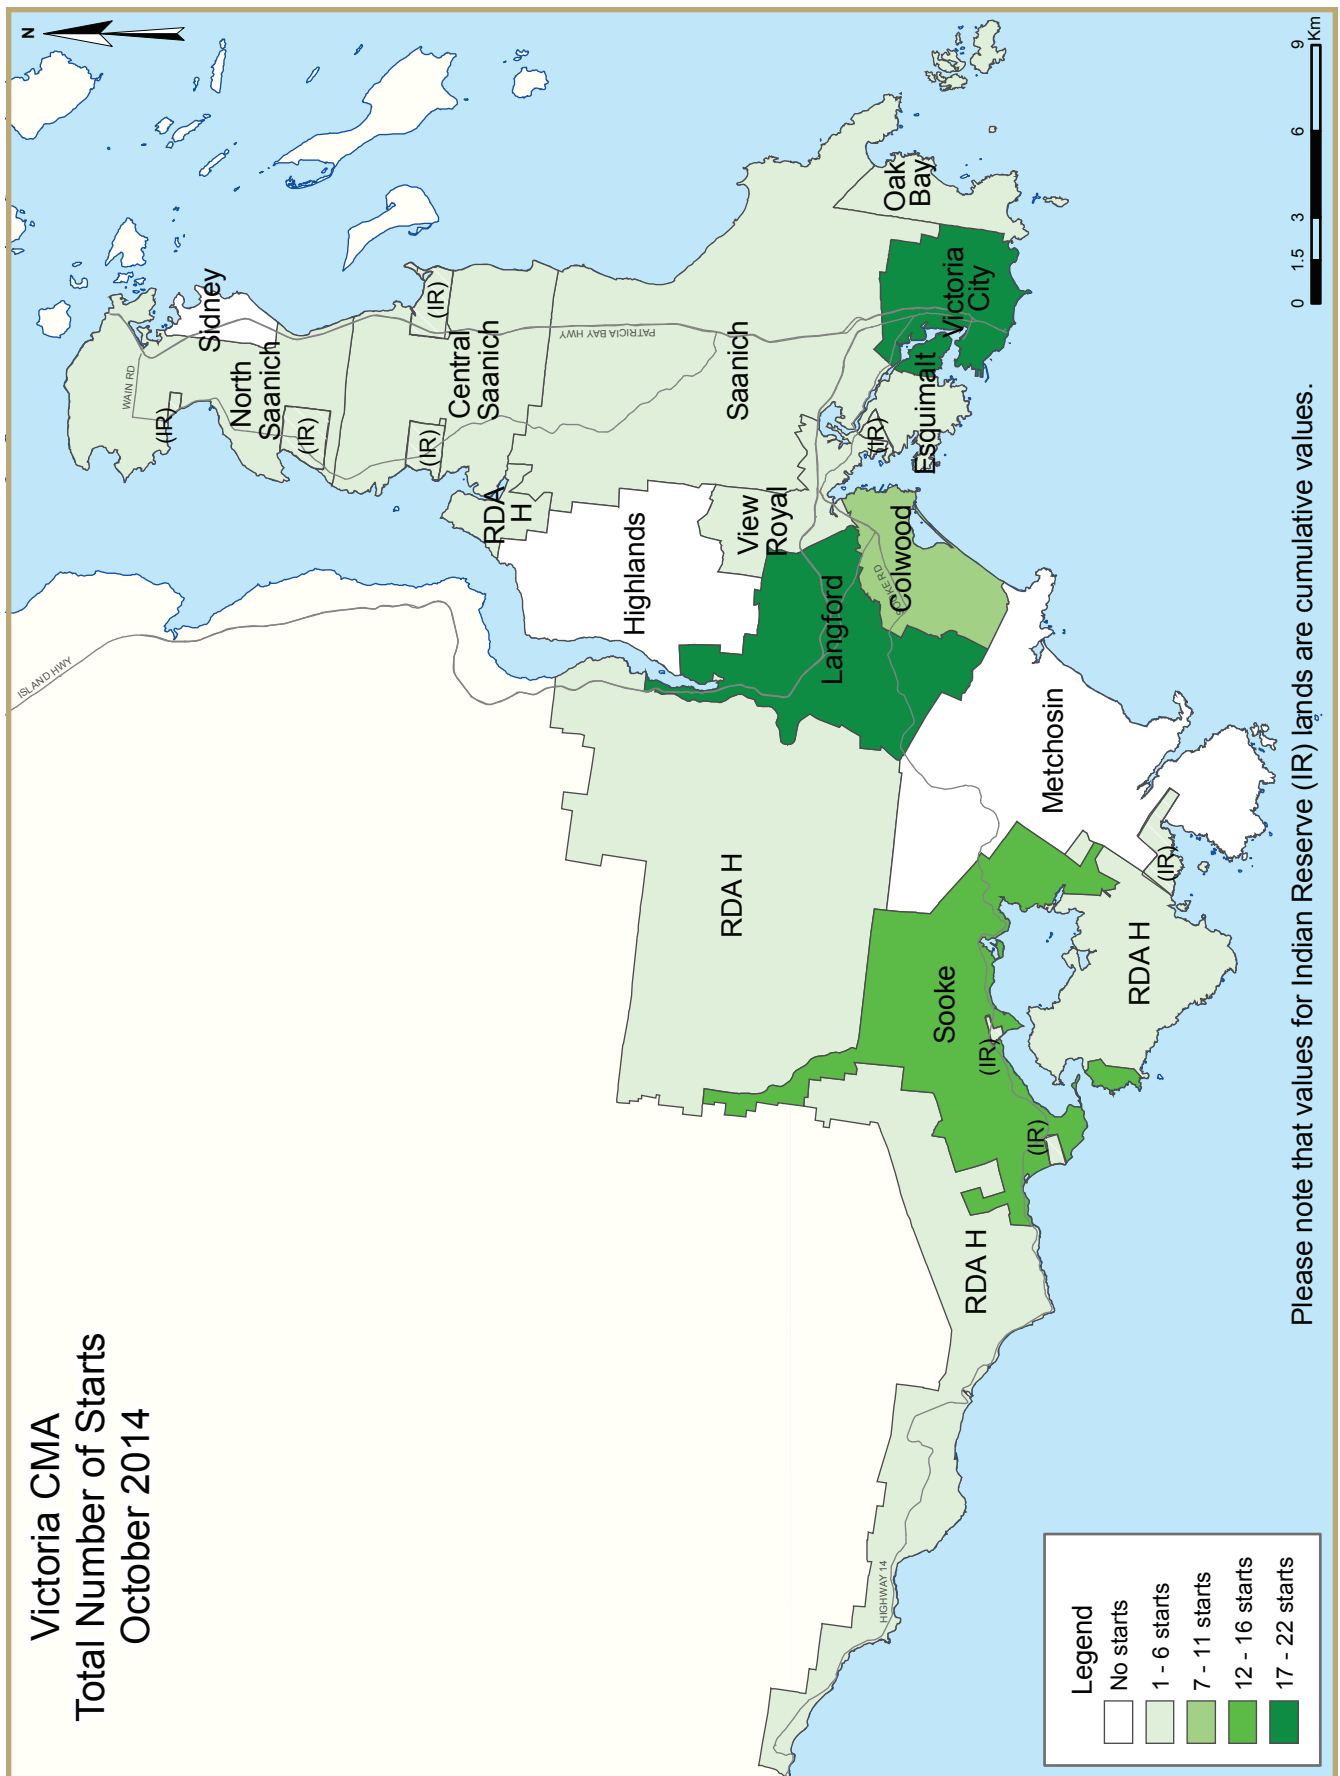 Victoria CMA
Total Number of Starts
October 2014
N
ISLAND HWY
WAIN RD
Sidney
North
Saanich
(IR)
(IR)
(IR)
(IR)
Central
Saanich
PATRICIA BAY HWY
RDA
H
Saanich
Highlands
View
Royal
Oak
Bay
Victoria
City
Esquimalt
(IR)
Langford
Colwood
SOOKE RD
Metchosin
RDA H
Sooke
(IR)
(IR)
(IR)
RDA H
RDA H
HIGHWAY 14
Legend
No starts
1 - 6 starts
7 - 11 starts
12 - 16 starts
17 - 22 starts
0 1.5 3 6 9
Km
Please note that values for Indian Reserve (IR) lands are cumulative values.